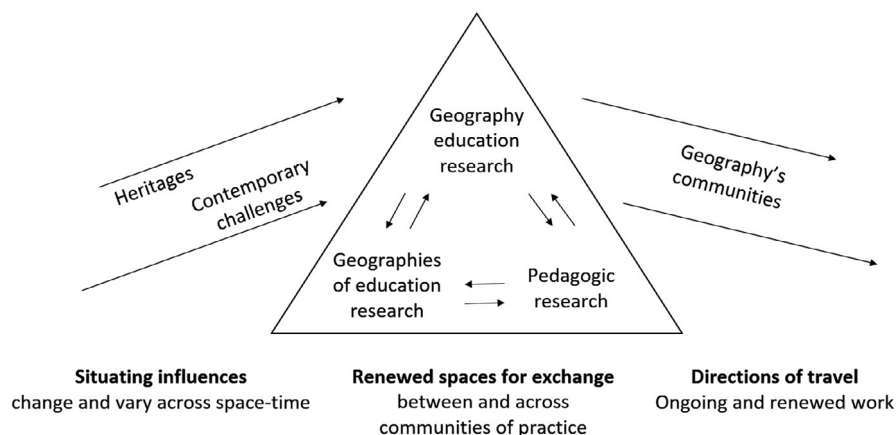 Geography
education
research
Heritages
Contemporary
challenges
Geography's
communities
Geographies
of education
research
Pedagogic
research
Situating influences
change and vary across space-time
Renewed spaces for exchange
between and across
communities of practice
Directions of travel
Ongoing and renewed work